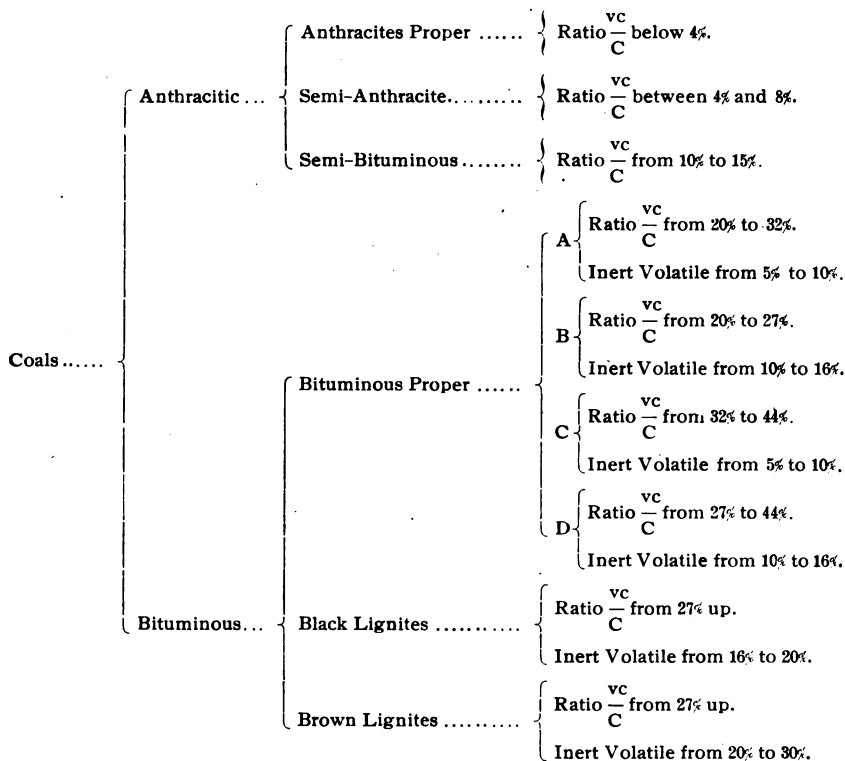 Anthracites Proper ...... Ratio vc/C below 4%.
Anthracitic ... Semi-Anthracite.......... Ratio vc/C between 4% and 8%.
Semi-Bituminous ........ Ratio vc/C from 10% to 15%.
A Ratio vc/C from 20% to 32%.
Inert Volatile from 5% to 10%.
B Ratio vc/C from 20% to 27%.
Inert Volatile from 10% to 16%.
Coals ......
Bituminous Proper ......
C Ratio vc/C from 32% to 44%.
Inert Volatile from 5% to 10%.
D Ratio vc/C from 27% to 44%.
Inert Volatile from 10% to 16%.
Bituminous... Black Lignites ........... Ratio vc/C from 27% up.
Inert Volatile from 16% to 20%.
Brown Lignites .......... Ratio vc/C from 27% up.
Inert Volatile from 20% to 30%.